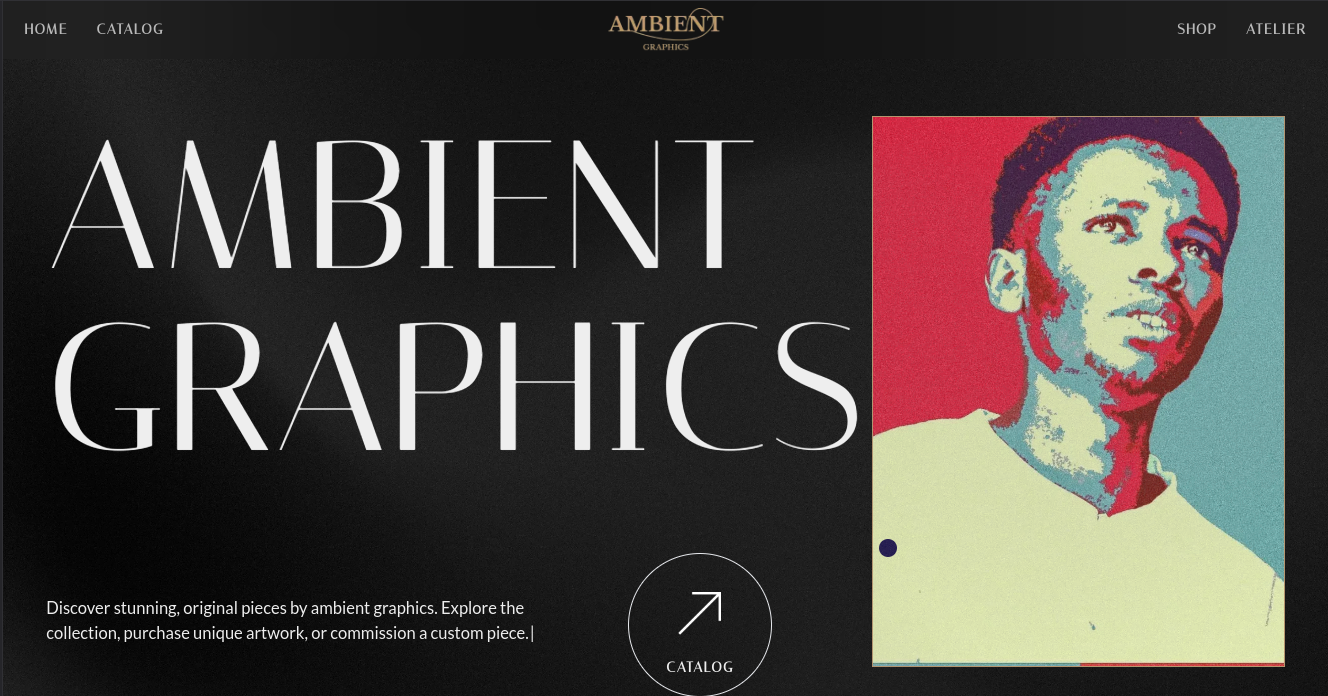 HOME CATALOG
AMBIENT
GRAPHICS
SHOP ATELIER
AMBIENT
GRAPHICS
Discover stunning, original pieces by ambient graphics. Explore the
collection, purchase unique artwork, or commission a custom piece.|
CATALOG